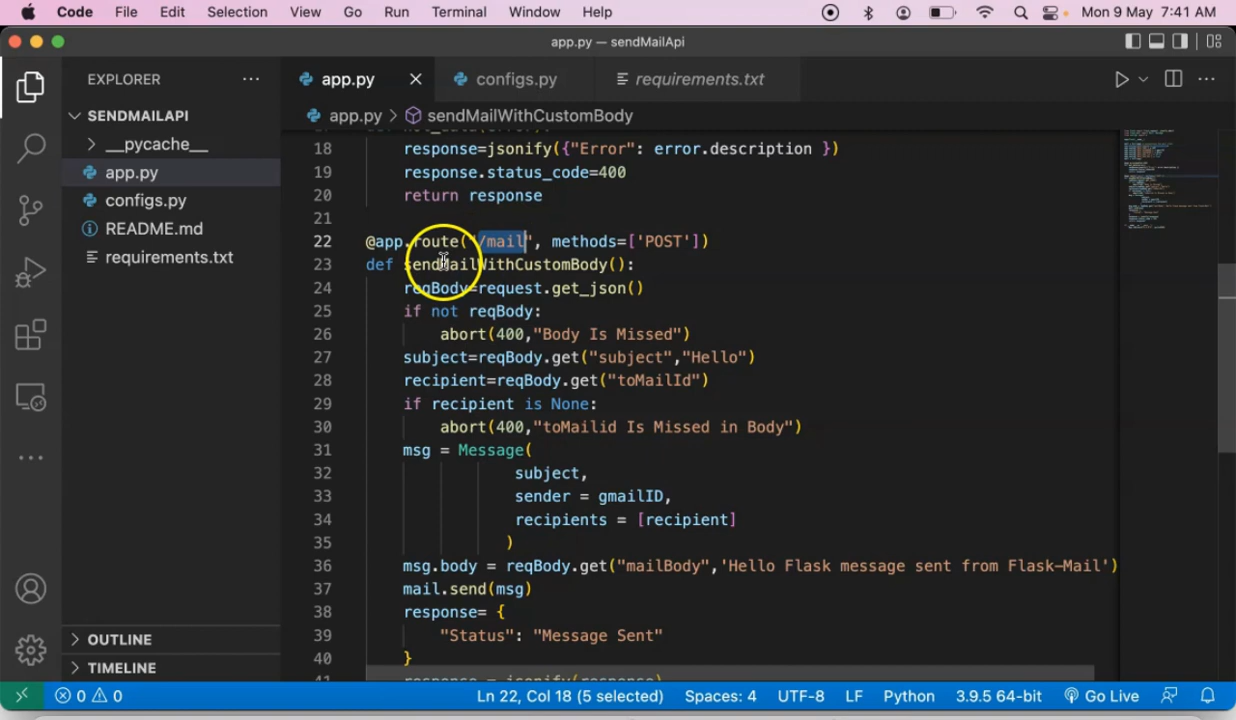 Code File Edit Selection View Go Run Terminal Window Help Mon 9 May 7:41 AM
app.py — sendMailApi
EXPLORER ···
SENDMAILAPI
__pycache__
app.py
configs.py
README.md
requirements.txt
OUTLINE
TIMELINE
app.py configs.py requirements.txt
app.py > sendMailWithCustomBody
18 response=jsonify({"Error": error.description })
19 response.status_code=400
20 return response
21
22 @app.route("/mail", methods=['POST'])
23 def sendMailWithCustomBody():
24 reqBody=request.get_json()
25 if not reqBody:
26 abort(400,"Body Is Missed")
27 subject=reqBody.get("subject","Hello")
28 recipient=reqBody.get("toMailId")
29 if recipient is None:
30 abort(400,"toMailid Is Missed in Body")
31 msg = Message(
32 subject,
33 sender = gmailID,
34 recipients = [recipient]
35 )
36 msg.body = reqBody.get("mailBody",'Hello Flask message sent from Flask-Mail')
37 mail.send(msg)
38 response= {
39 "Status": "Message Sent"
40 }
41 response = jsonify(response)
0 0 Ln 22, Col 18 (5 selected) Spaces: 4 UTF-8 LF Python 3.9.5 64-bit Go Live